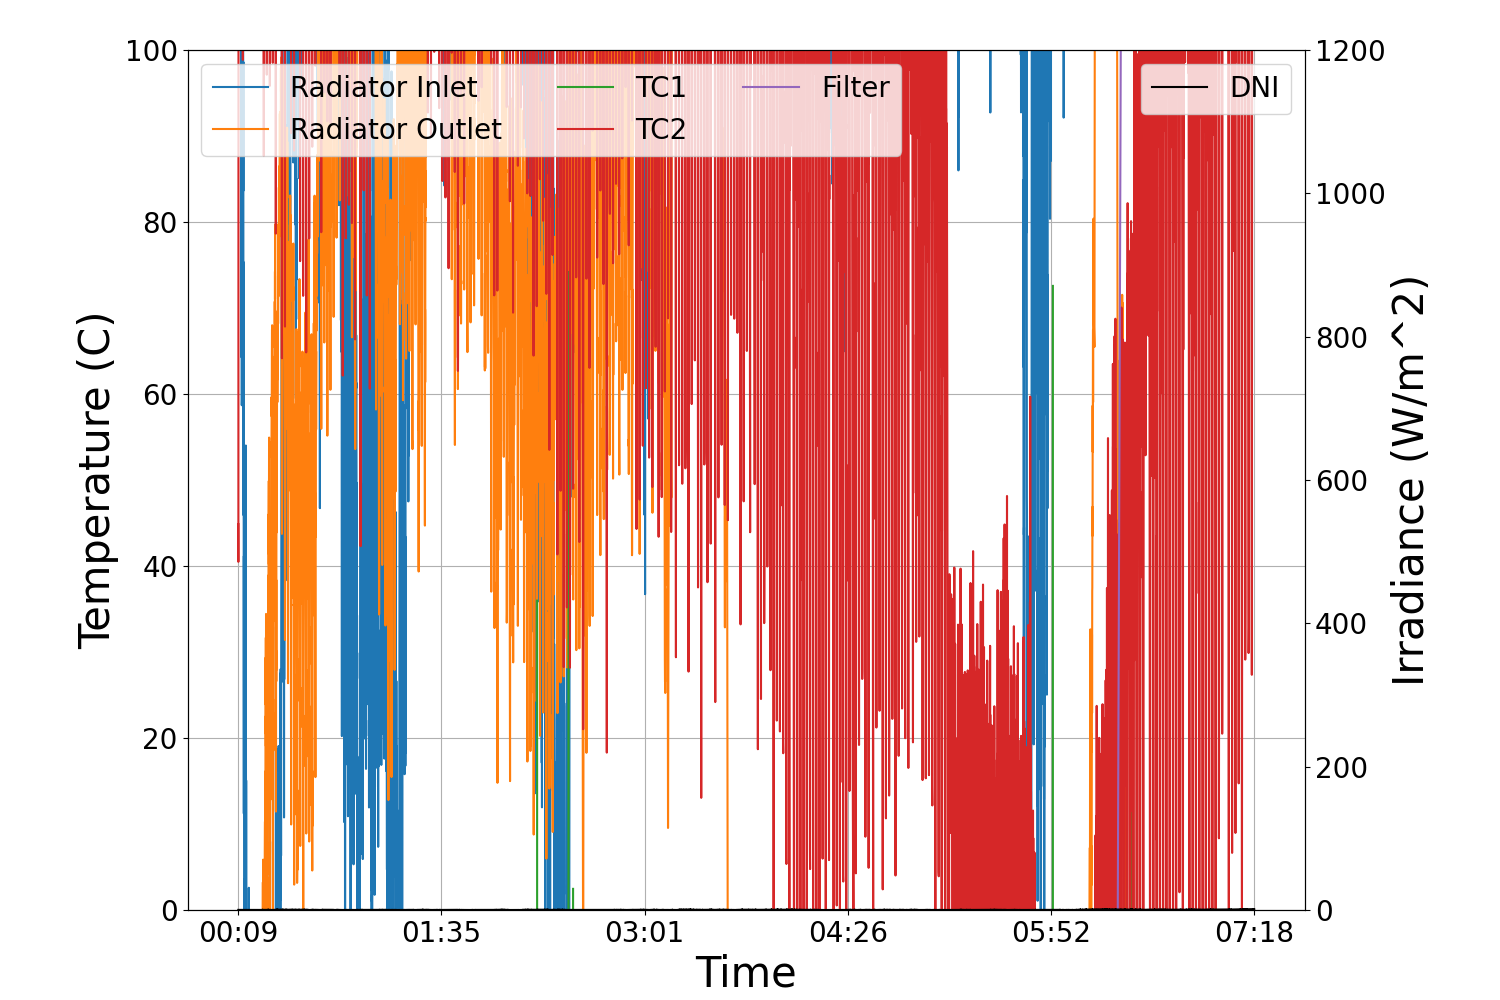 Radiator Inlet
Radiator Outlet
TC1
TC2
Filter
DNI
Temperature (C)
100
80
60
40
20
0
Irradiance (W/m^2)
1200
1000
800
600
400
200
0
00:09 01:35 03:01 04:26 05:52 07:18
Time